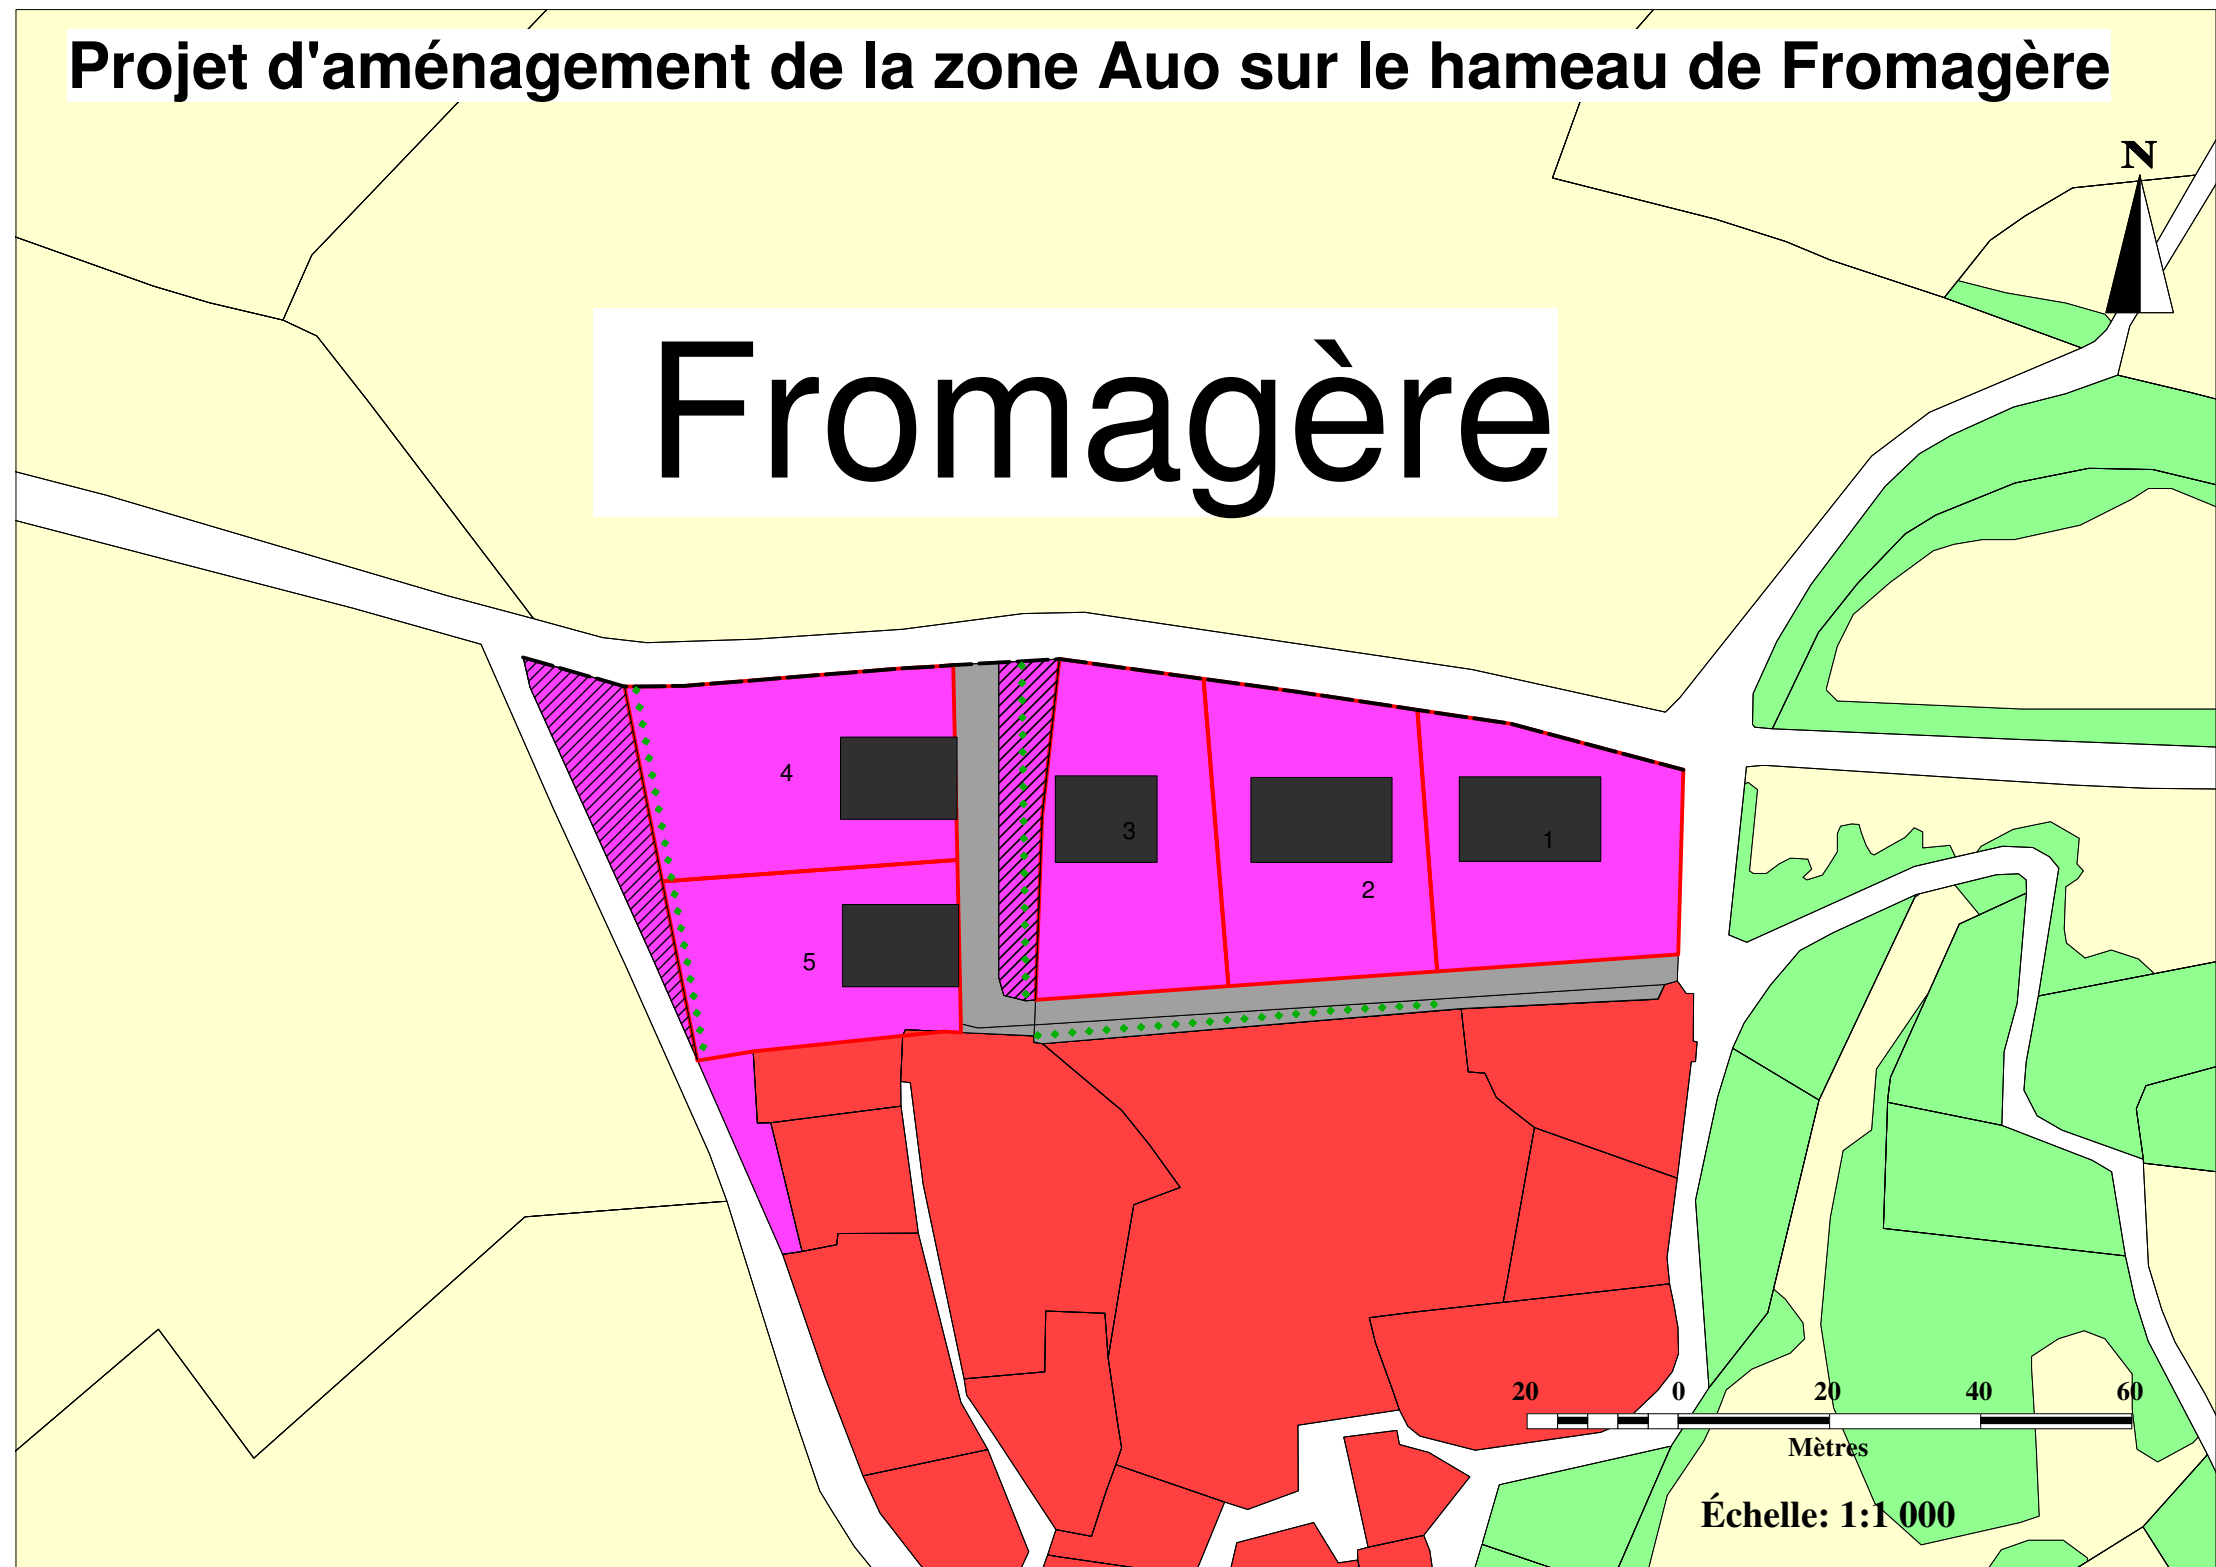 Projet d'aménagement de la zone Auo sur le hameau de Fromagère
N
Fromagère
4
3
1
2
5
20 0 20 40 60
Mètres
Échelle: 1:1 000